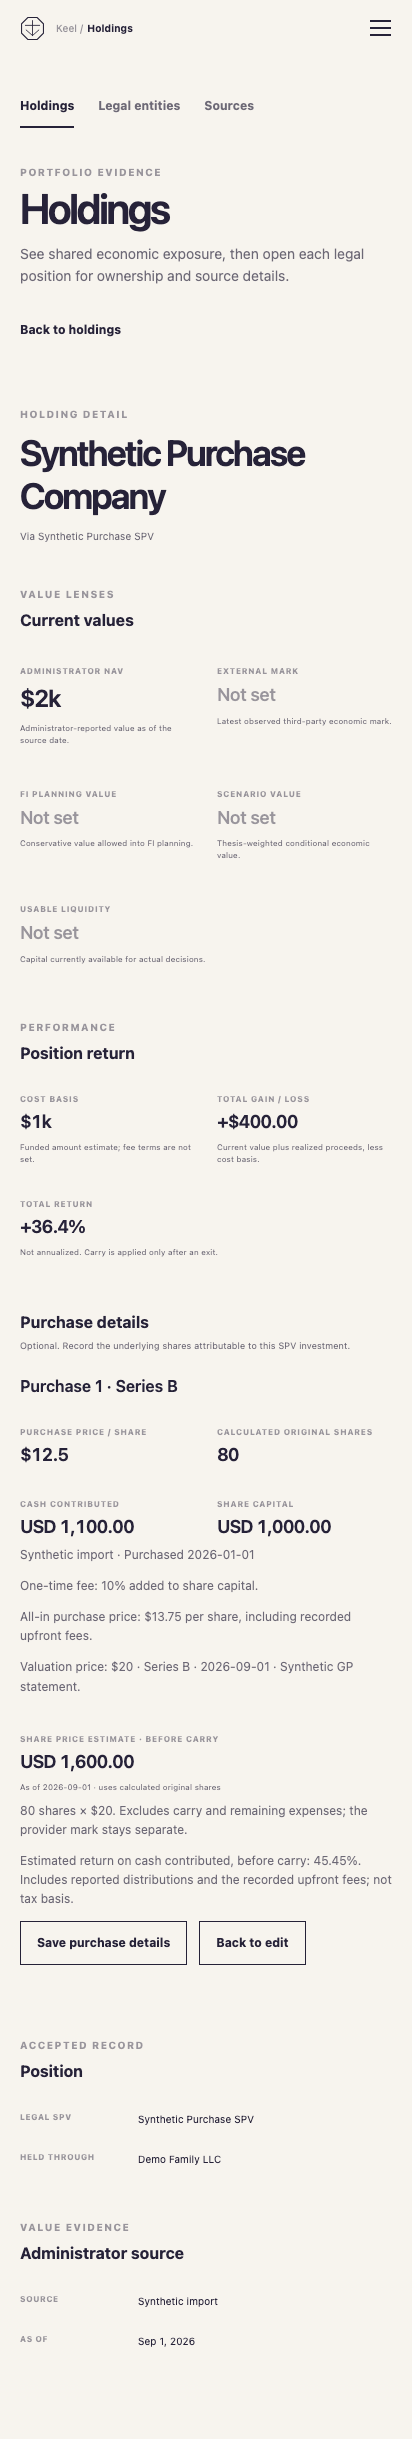 Keel / Holdings
Holdings Legal entities Sources
PORTFOLIO EVIDENCE
Holdings
See shared economic exposure, then open each legal
position for ownership and source details.
Back to holdings
HOLDING DETAIL
Synthetic Purchase
Company
Via Synthetic Purchase SPV
VALUE LENSES
Current values
ADMINISTRATOR NAV
$2k
Administrator-reported value as of the
source date.
EXTERNAL MARK
Not set
Latest observed third-party economic mark.
FI PLANNING VALUE
Not set
Conservative value allowed into FI planning.
SCENARIO VALUE
Not set
Thesis-weighted conditional economic
value.
USABLE LIQUIDITY
Not set
Capital currently available for actual decisions.
PERFORMANCE
Position return
COST BASIS
$1k
Funded amount estimate; fee terms are not
set.
TOTAL GAIN / LOSS
+$400.00
Current value plus realized proceeds, less
cost basis.
TOTAL RETURN
+36.4%
Not annualized. Carry is applied only after an exit.
Purchase details
Optional. Record the underlying shares attributable to this SPV investment.
Purchase 1 · Series B
PURCHASE PRICE / SHARE
$12.5
CALCULATED ORIGINAL SHARES
80
CASH CONTRIBUTED
USD 1,100.00
SHARE CAPITAL
USD 1,000.00
Synthetic import · Purchased 2026-01-01
One-time fee: 10% added to share capital.
All-in purchase price: $13.75 per share, including recorded
upfront fees.
Valuation price: $20 · Series B · 2026-09-01 · Synthetic GP
statement.
SHARE PRICE ESTIMATE · BEFORE CARRY
USD 1,600.00
As of 2026-09-01 · uses calculated original shares
80 shares × $20. Excludes carry and remaining expenses; the
provider mark stays separate.
Estimated return on cash contributed, before carry: 45.45%.
Includes reported distributions and the recorded upfront fees; not
tax basis.
Save purchase details Back to edit
ACCEPTED RECORD
Position
LEGAL SPV Synthetic Purchase SPV
HELD THROUGH Demo Family LLC
VALUE EVIDENCE
Administrator source
SOURCE Synthetic import
AS OF Sep 1, 2026